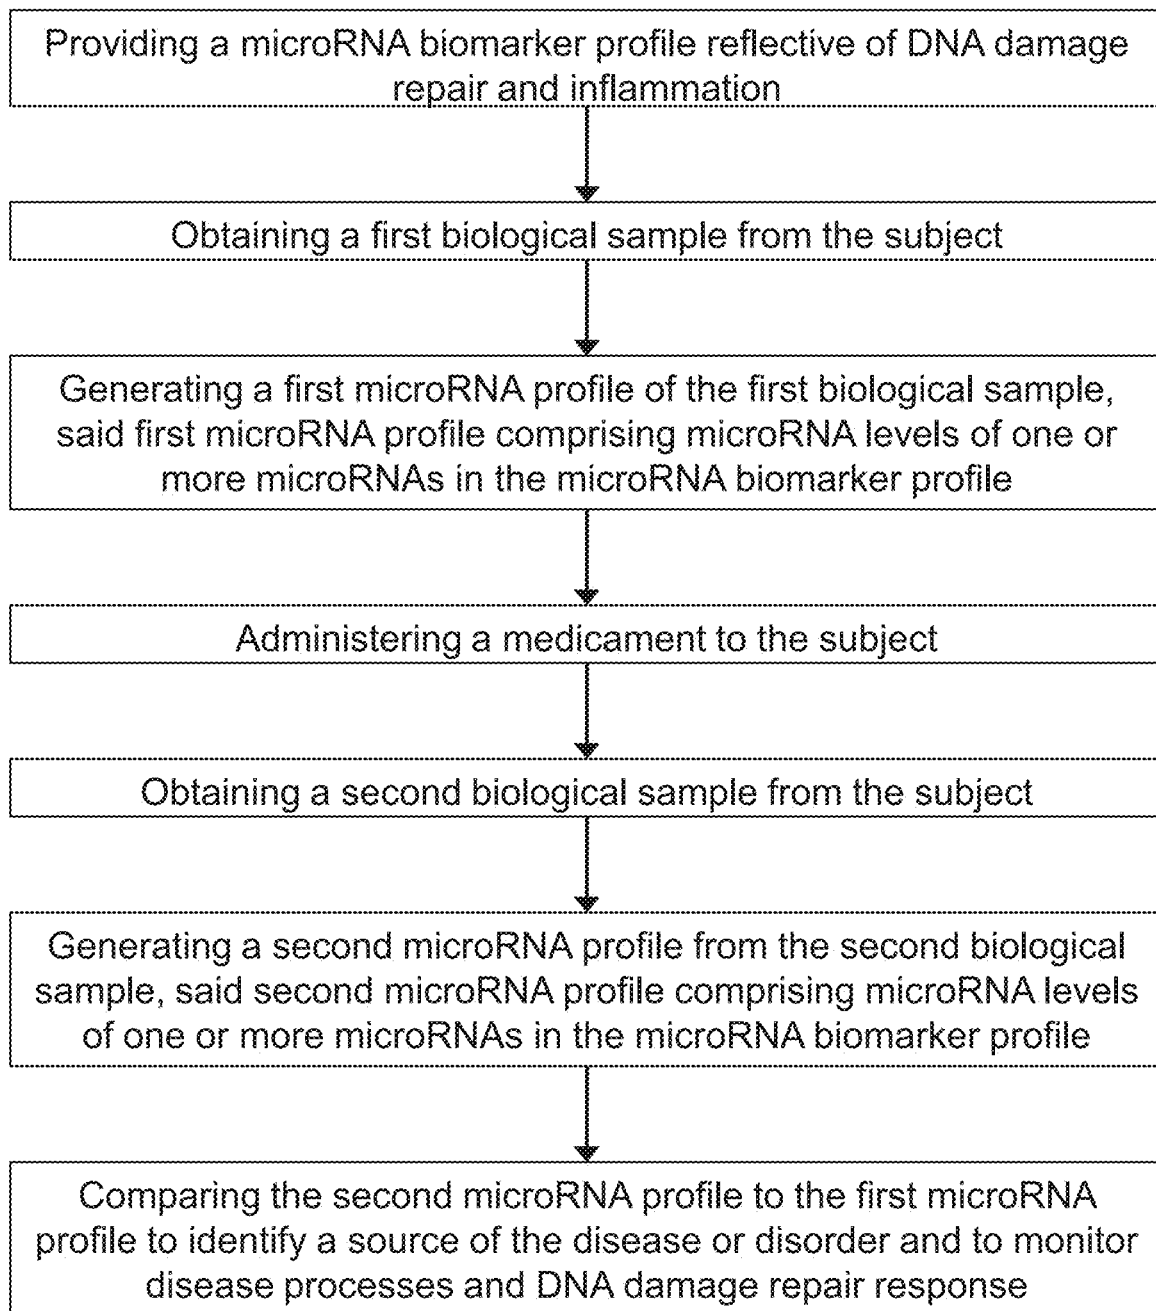 Providing a microRNA biomarker profile reflective of DNA damage
repair and inflammation
Obtaining a first biological sample from the subject
Generating a first microRNA profile of the first biological sample,
said first microRNA profile comprising microRNA levels of one or
more microRNAs in the microRNA biomarker profile
Administering a medicament to the subject
Obtaining a second biological sample from the subject
Generating a second microRNA profile from the second biological
sample, said second microRNA profile comprising microRNA levels
of one or more microRNAs in the microRNA biomarker profile
Comparing the second microRNA profile to the first microRNA
profile to identify a source of the disease or disorder and to monitor
disease processes and DNA damage repair response